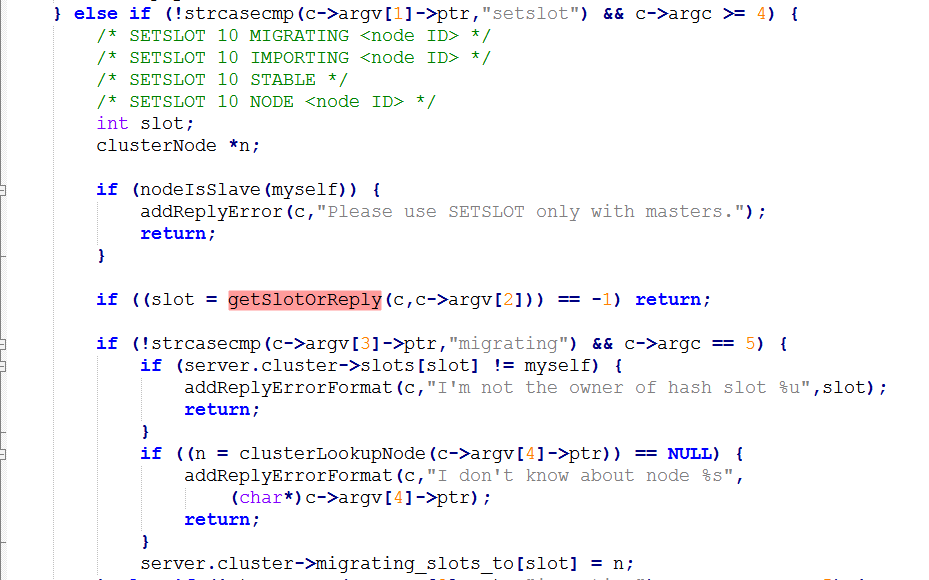 } else if (!strcasecmp(c->argv[1]->ptr,"setslot") && c->argc >= 4) {
/* SETSLOT 10 MIGRATING <node ID> */
/* SETSLOT 10 IMPORTING <node ID> */
/* SETSLOT 10 STABLE */
/* SETSLOT 10 NODE <node ID> */
int slot;
clusterNode *n;
if (nodeIsSlave(myself)) {
addReplyError(c,"Please use SETSLOT only with masters.");
return;
}
if ((slot = getSlotOrReply(c,c->argv[2])) == -1) return;
if (!strcasecmp(c->argv[3]->ptr,"migrating") && c->argc == 5) {
if (server.cluster->slots[slot] != myself) {
addReplyErrorFormat(c,"I'm not the owner of hash slot %u",slot);
return;
}
if ((n = clusterLookupNode(c->argv[4]->ptr)) == NULL) {
addReplyErrorFormat(c,"I don't know about node %s",
(char*)c->argv[4]->ptr);
return;
}
server.cluster->migrating_slots_to[slot] = n;